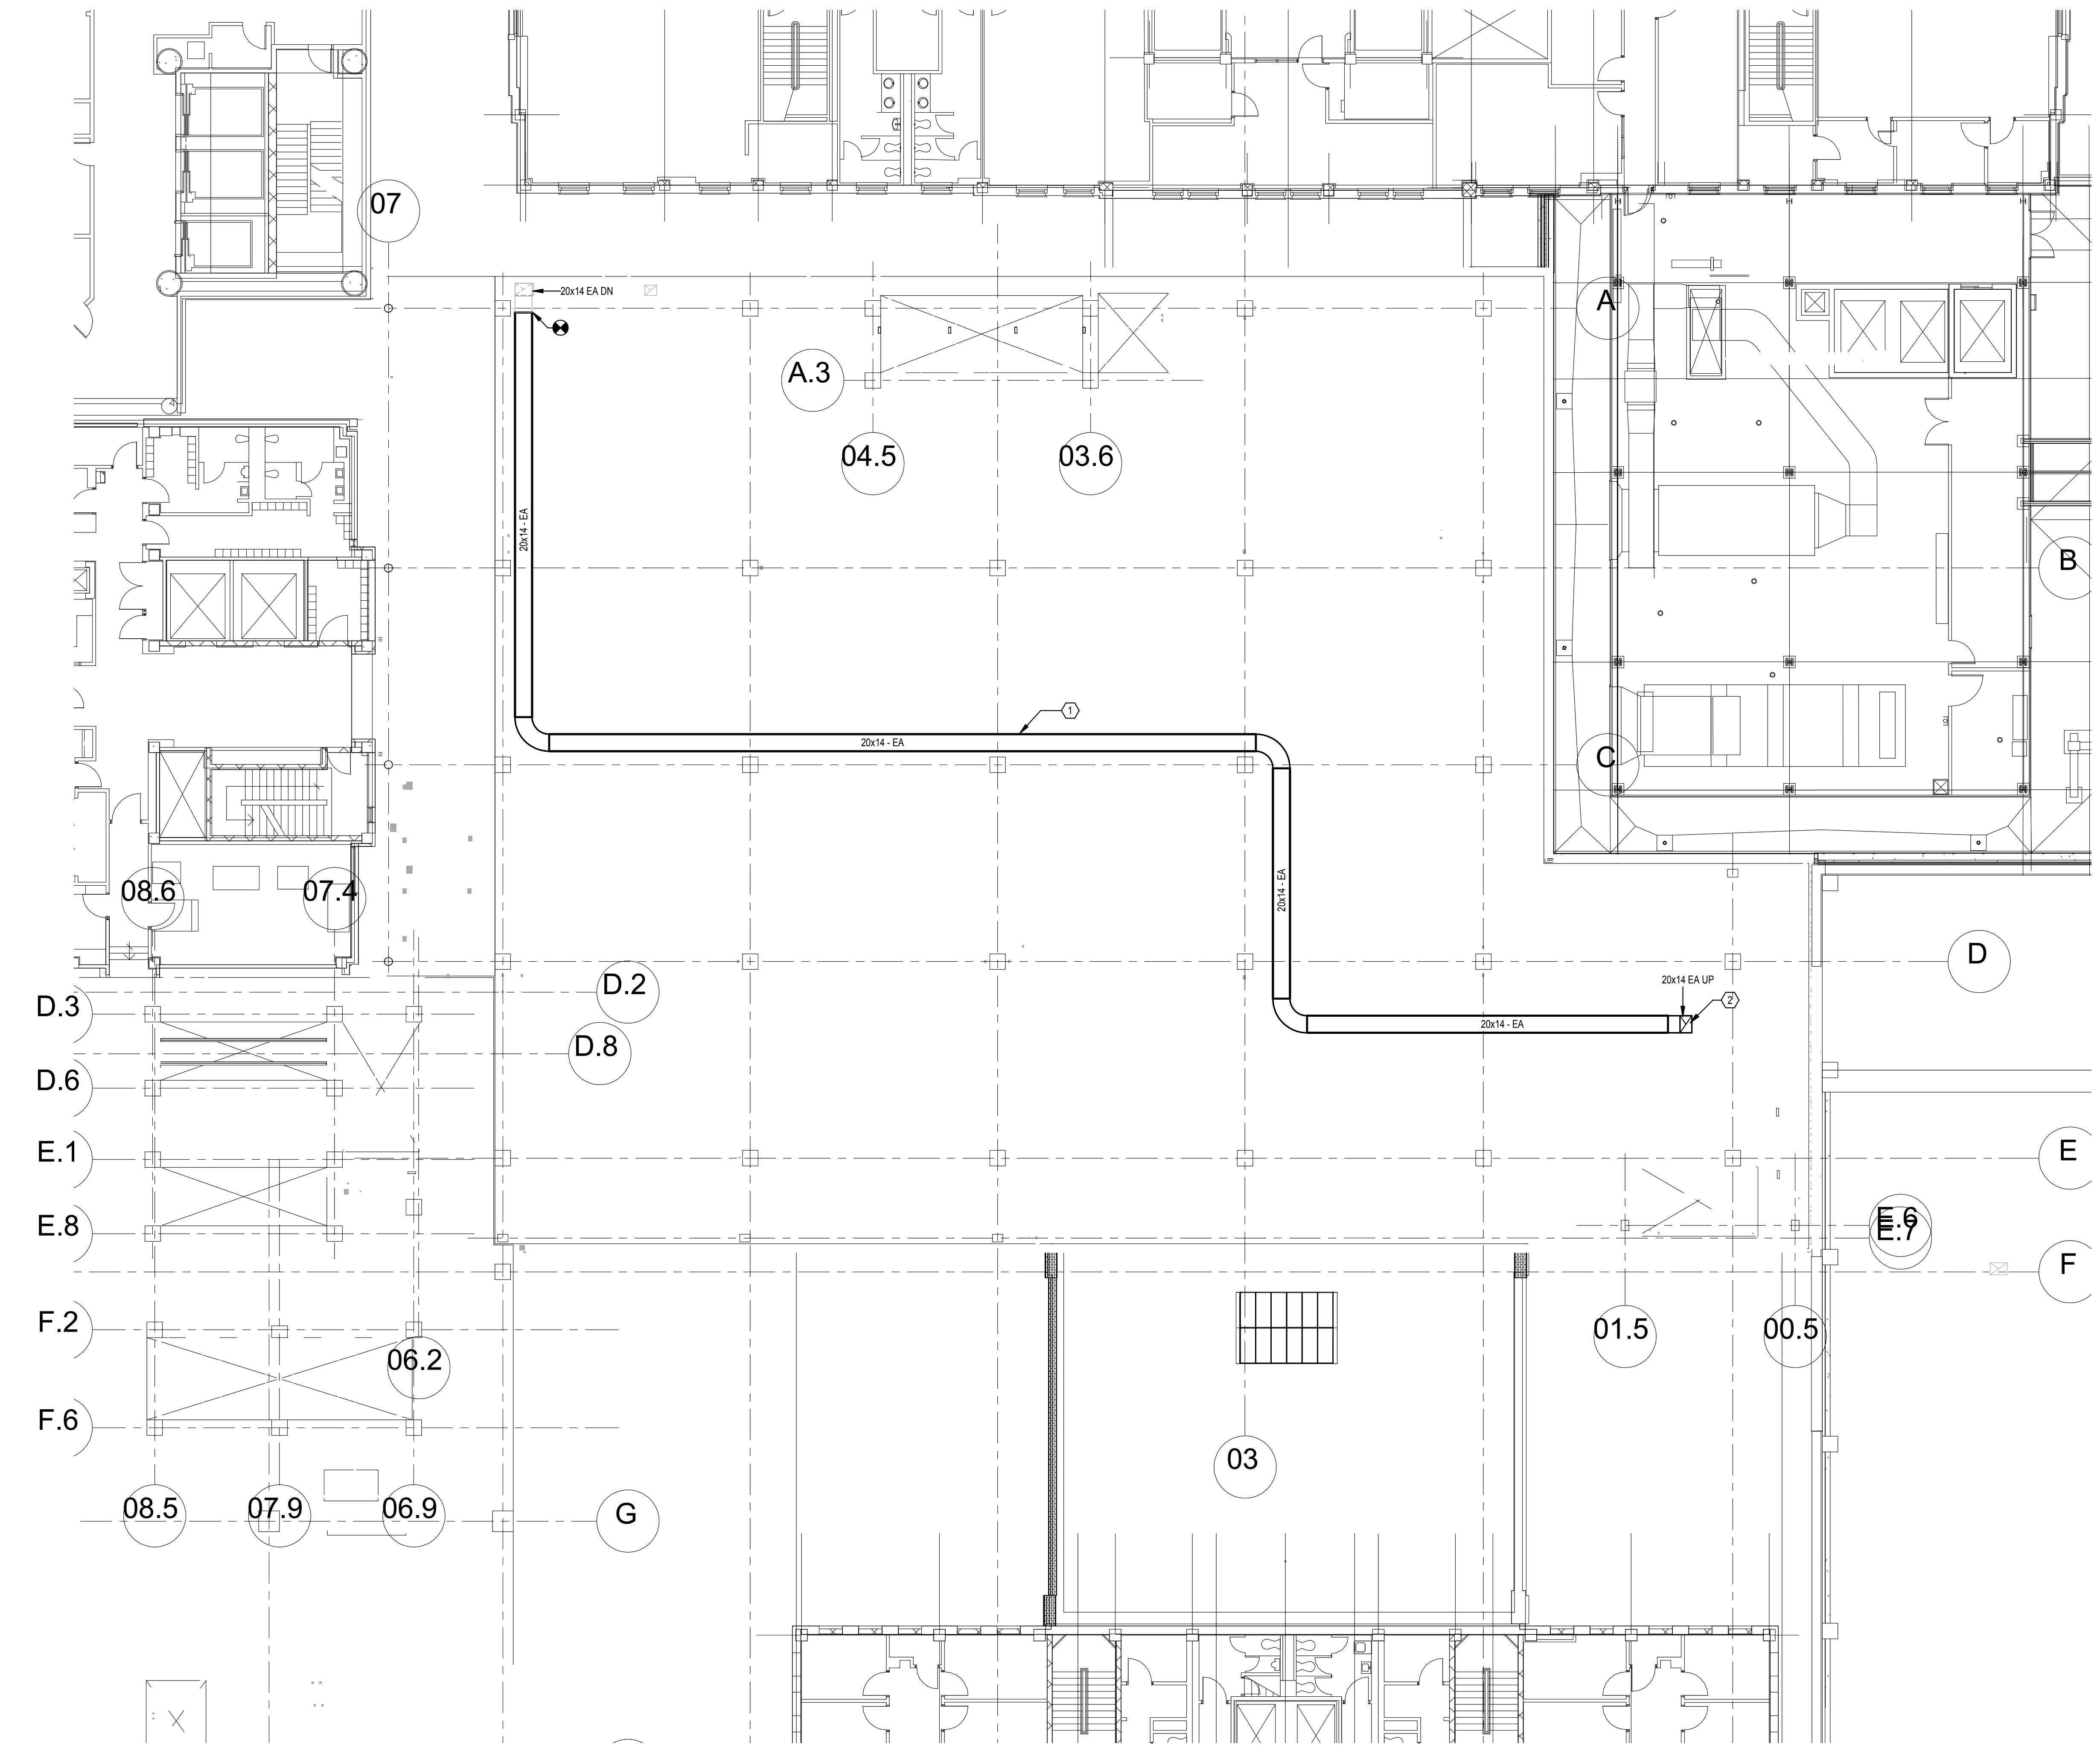 07
20x14 EA DN
A
A.3
04.5
03.6
20x14 - EA
B
1
20x14 - EA
C
08.6
07.4
20x14 - EA
D
D.2
20x14 EA UP
2
D.3
20x14 - EA
D.8
D.6
E.1
E
E.8
E.6
E.7
F
F.2
01.5
00.5
06.2
F.6
03
08.5
07.9
06.9
G